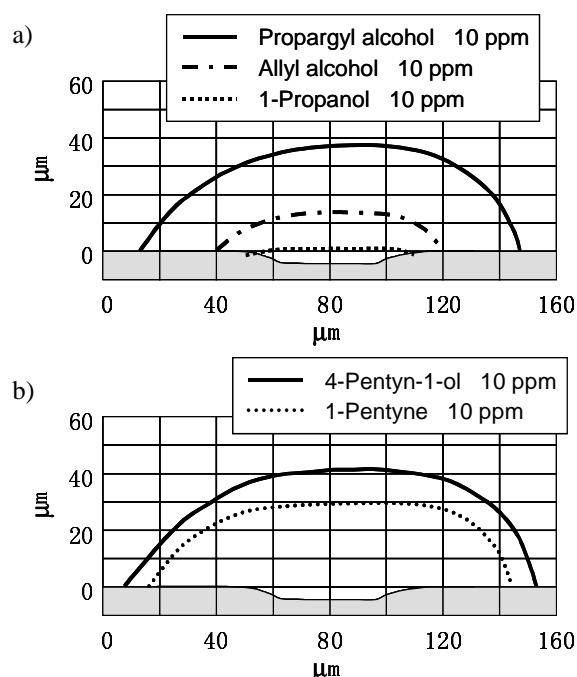 a)
Propargyl alcohol 10 ppm
Allyl alcohol 10 ppm
1-Propanol 10 ppm
60
40
20
0
μm
0 40 80 120 160
μm
b)
4-Pentyn-1-ol 10 ppm
1-Pentyne 10 ppm
60
40
20
0
μm
0 40 80 120 160
μm